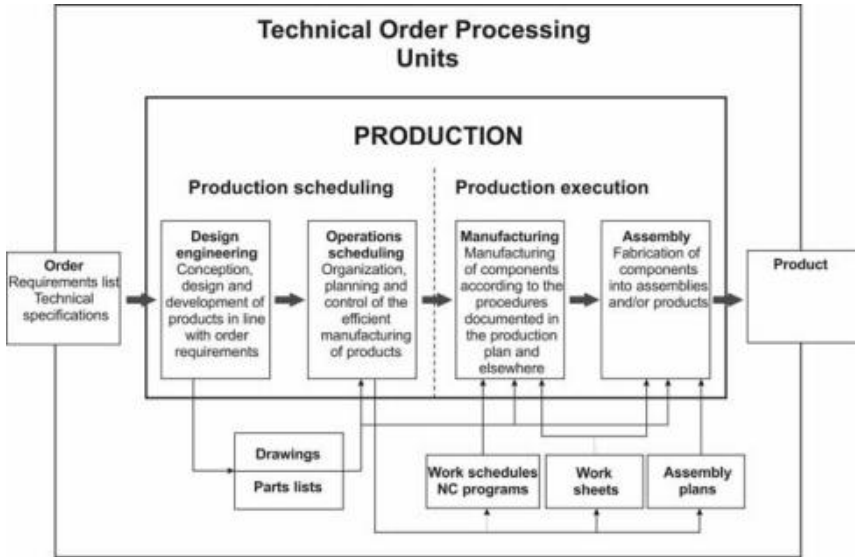 Technical Order Processing
Units
PRODUCTION
Production scheduling
Production execution
Order
Requirements list
Technical
specifications
Design
engineering
Conception,
design and
development of
products in line
with order
requirements
Operations
scheduling
Organization,
planning and
control of the
efficient
manufacturing
of products
Manufacturing
Manufacturing
of components
according to the
procedures
documented in
the production
plan and
elsewhere
Assembly
Fabrication of
components
into assemblies
and/or products
Product
Drawings
Parts lists
Work schedules
NC programs
Work
sheets
Assembly
plans